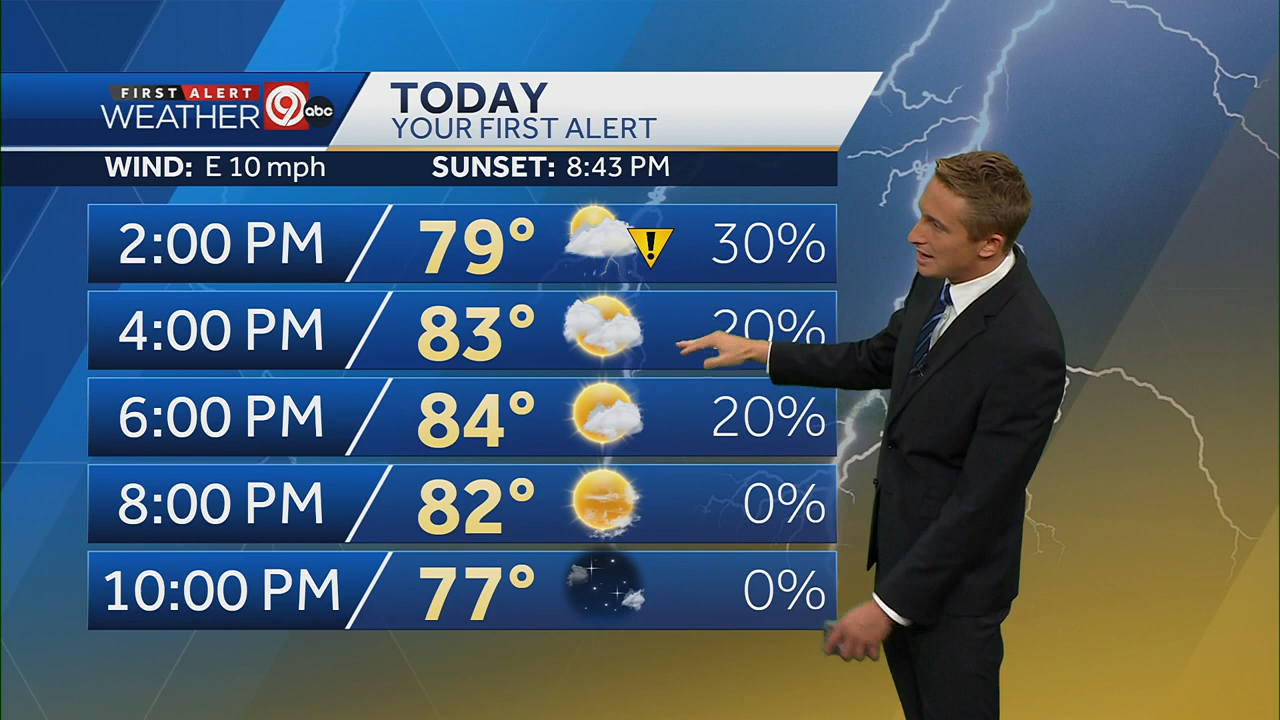 FIRST ALERT
WEATHER 9 abc
TODAY
YOUR FIRST ALERT
WIND: E 10 mph SUNSET: 8:43 PM
2:00 PM 79° ! 30%
4:00 PM 83° 20%
6:00 PM 84° 20%
8:00 PM 82° 0%
10:00 PM 77° 0%